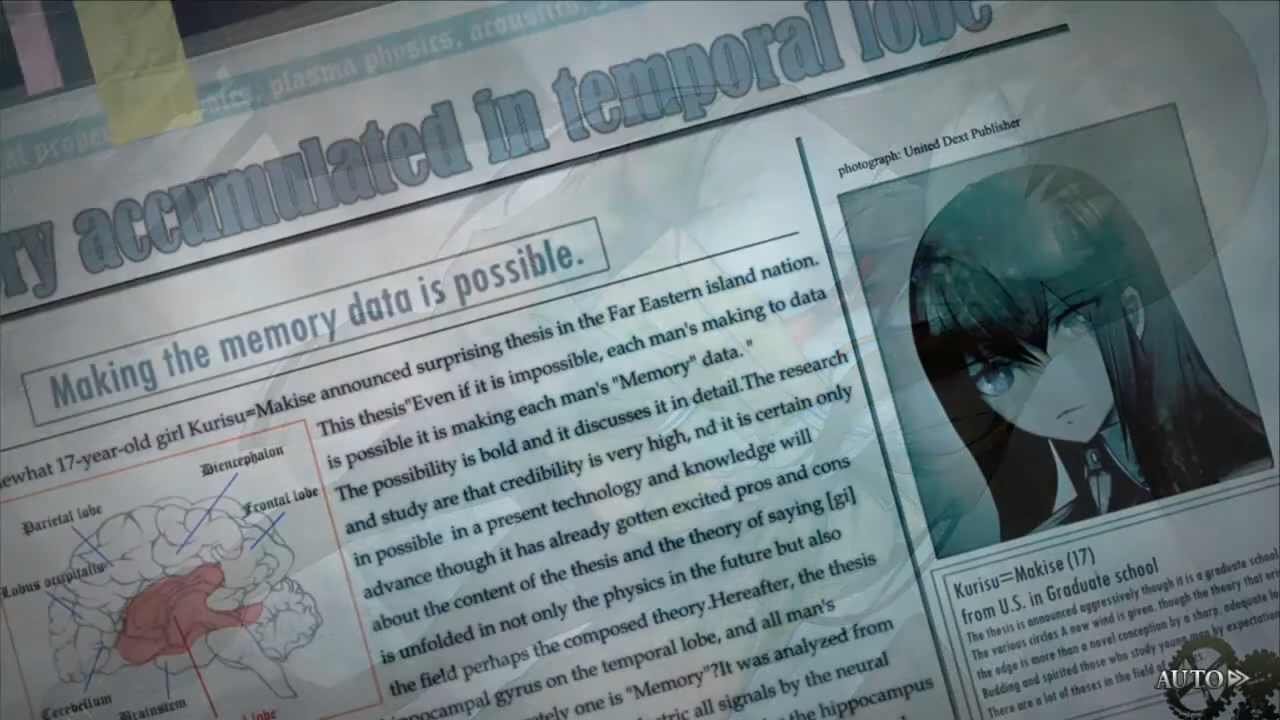 plasma physics, acoustics,
ry accumulated in temporal lobe
Making the memory data is possible.
photograph: United Dext Publisher
17-year-old girl Kurisu=Makise announced surprising thesis in the Far Eastern island nation.
This thesis"Even if it is impossible, each man's making to data
is possible it is making each man's "Memory" data. "
The possibility is bold and it discusses it in detail.The research
and study are that credibility is very high, nd it is certain only
in possible in a present technology and knowledge will
advance though it has already gotten excited pros and cons
about the content of the thesis and the theory of saying [gi]
is unfolded in not only the physics in the future but also
the field perhaps the composed theory.Hereafter, the thesis
gyrus on the temporal lobe, and all man's
one is "Memory"?It was analyzed from
all signals by the neural
the hippocampus
Diencephalon
Frontal lobe
Parietal lobe
Lobus occupitalis
Cerebellum
Brainstem
lobe
Kurisu=Makise (17)
from U.S. in Graduate school
The thesis is announced aggressively though it is a graduate school
The various circles A now wind is given, though the theory that
the edge is more than a novel conception by a sharp, adequate
Budding and spirited those who study young may by expectation
There are a lot of theses in the field of
AUTO